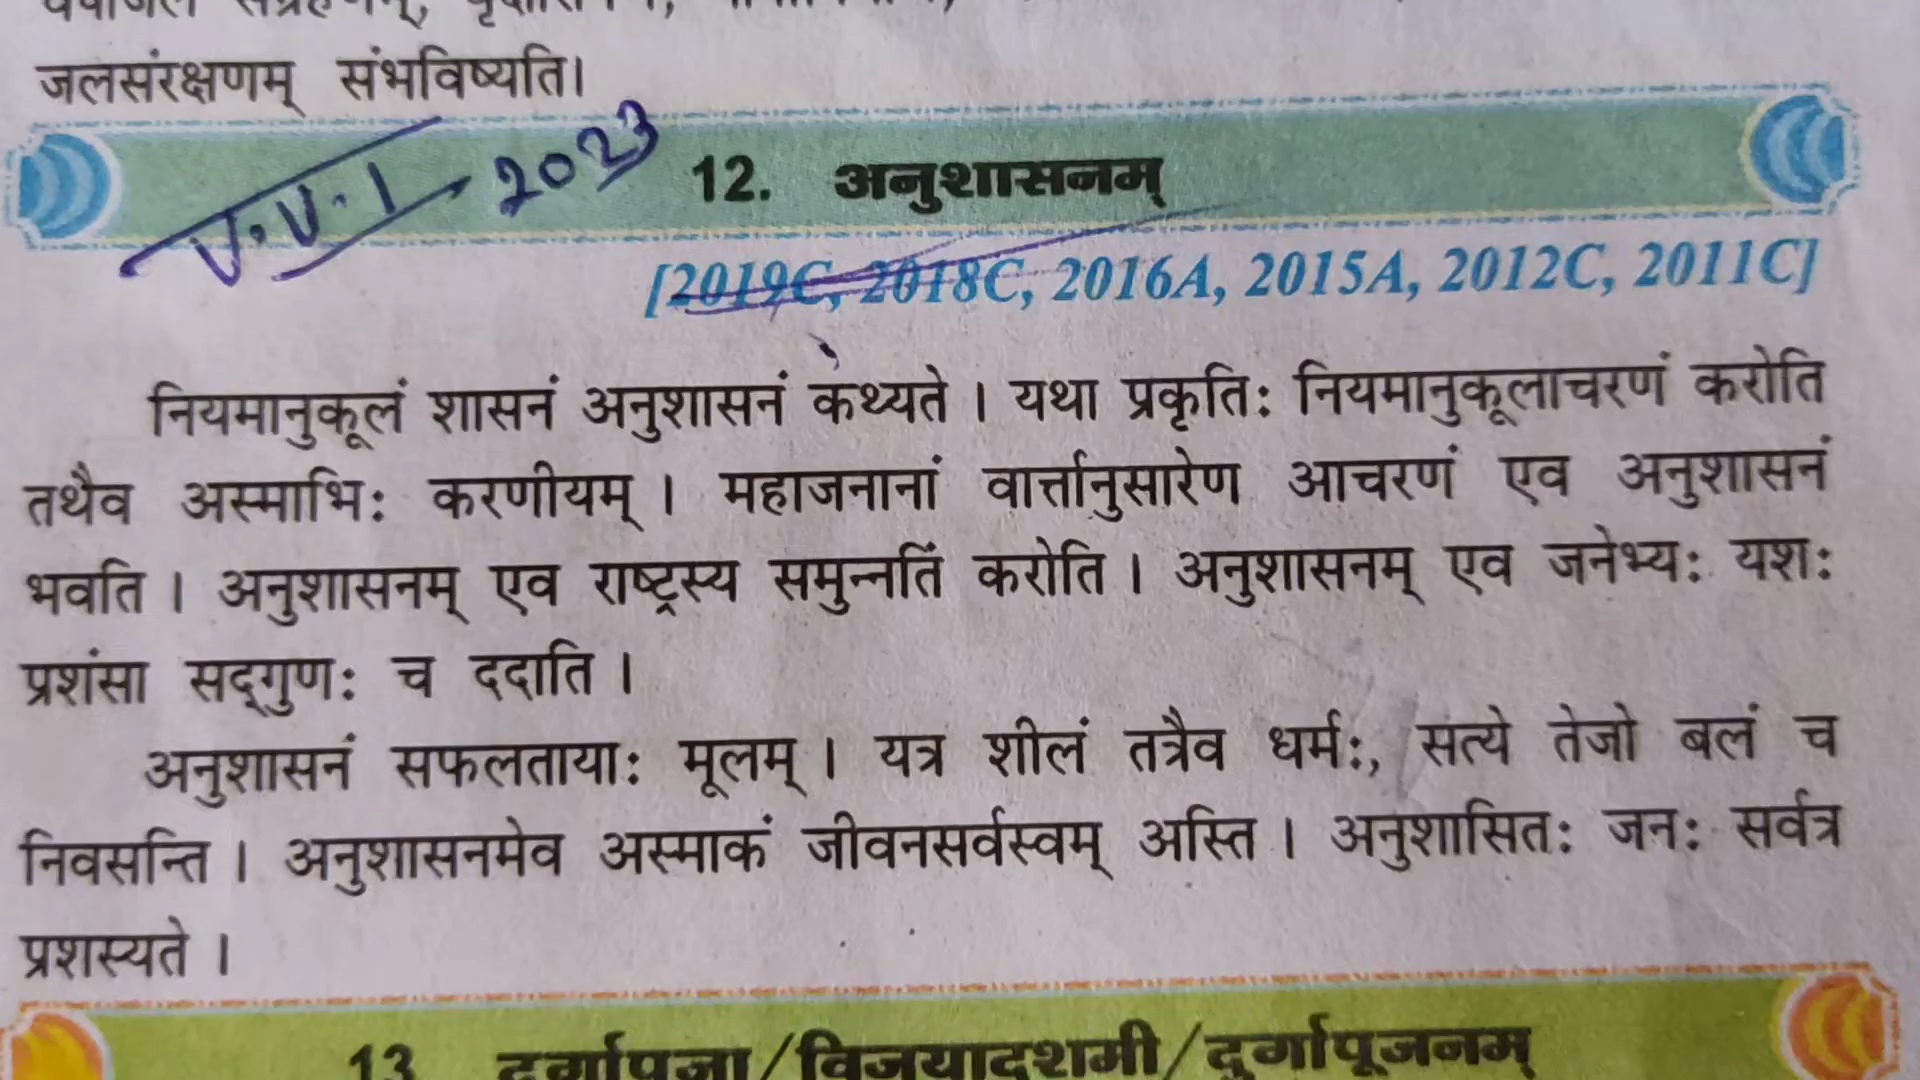 जलसंरक्षणम् संभविष्यति।
V.V.I → 2023
12. अनुशासनम्
[2019C, 2018C, 2016A, 2015A, 2012C, 2011C]
नियमानुकूलं शासनं अनुशासनं कथ्यते । यथा प्रकृतिः नियमानुकूलाचरणं करोति
तथैव अस्माभिः करणीयम् । महाजनानां वार्त्तानुसारेण आचरणं एव अनुशासनं
भवति । अनुशासनम् एव राष्ट्रस्य समुन्नतिं करोति । अनुशासनम् एव जनेभ्यः यशः
प्रशंसा सद्गुणः च ददाति ।
अनुशासनं सफलतायाः मूलम् । यत्र शीलं तत्रैव धर्मः, सत्ये तेजो बलं च
निवसन्ति । अनुशासनमेव अस्माकं जीवनसर्वस्वम् अस्ति । अनुशासितः जनः सर्वत्र
प्रशस्यते ।
13 दुर्गापूजा/विजयादशमी/दुर्गापूजनम्